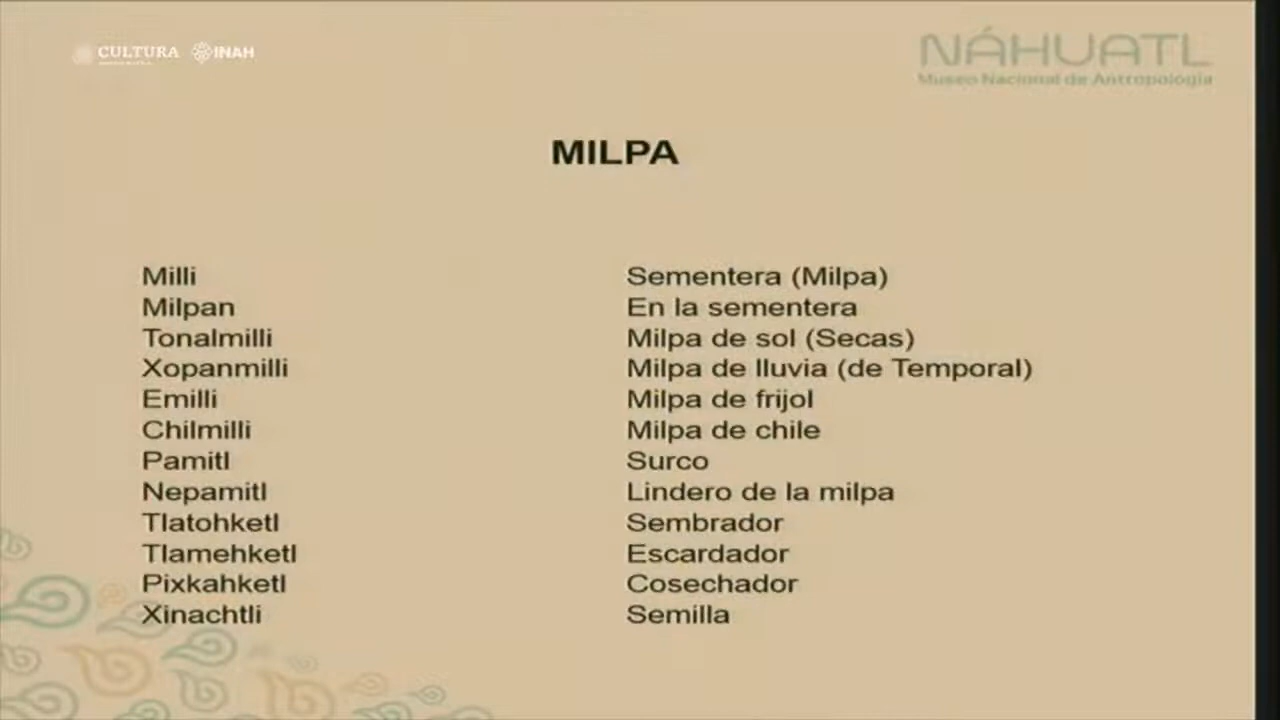 CULTURA INAH
NÁHUATL
Museo Nacional de Antropología
MILPA
Milli Sementera (Milpa)
Milpan En la sementera
Tonalmilli Milpa de sol (Secas)
Xopanmilli Milpa de lluvia (de Temporal)
Emilli Milpa de frijol
Chilmilli Milpa de chile
Pamitl Surco
Nepamitl Lindero de la milpa
Tlatohketl Sembrador
Tlamehketl Escardador
Pixkahketl Cosechador
Xinachtli Semilla